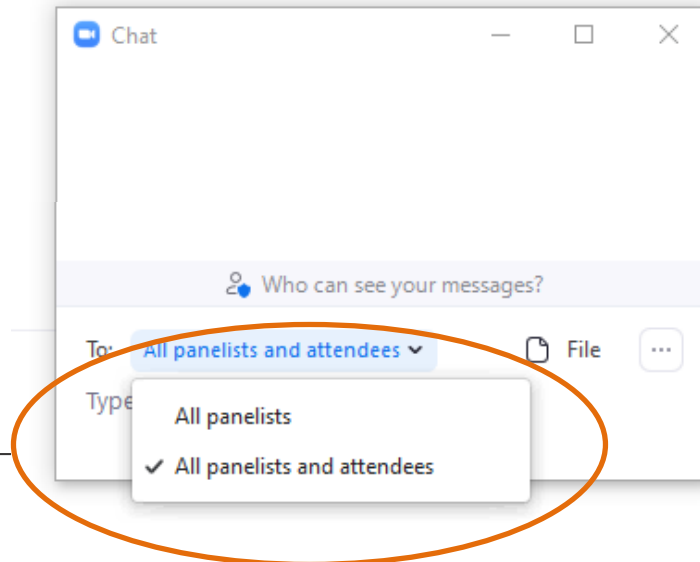 Chat
Who can see your messages?
To: All panelists and attendees File ...
Type
All panelists
All panelists and attendees